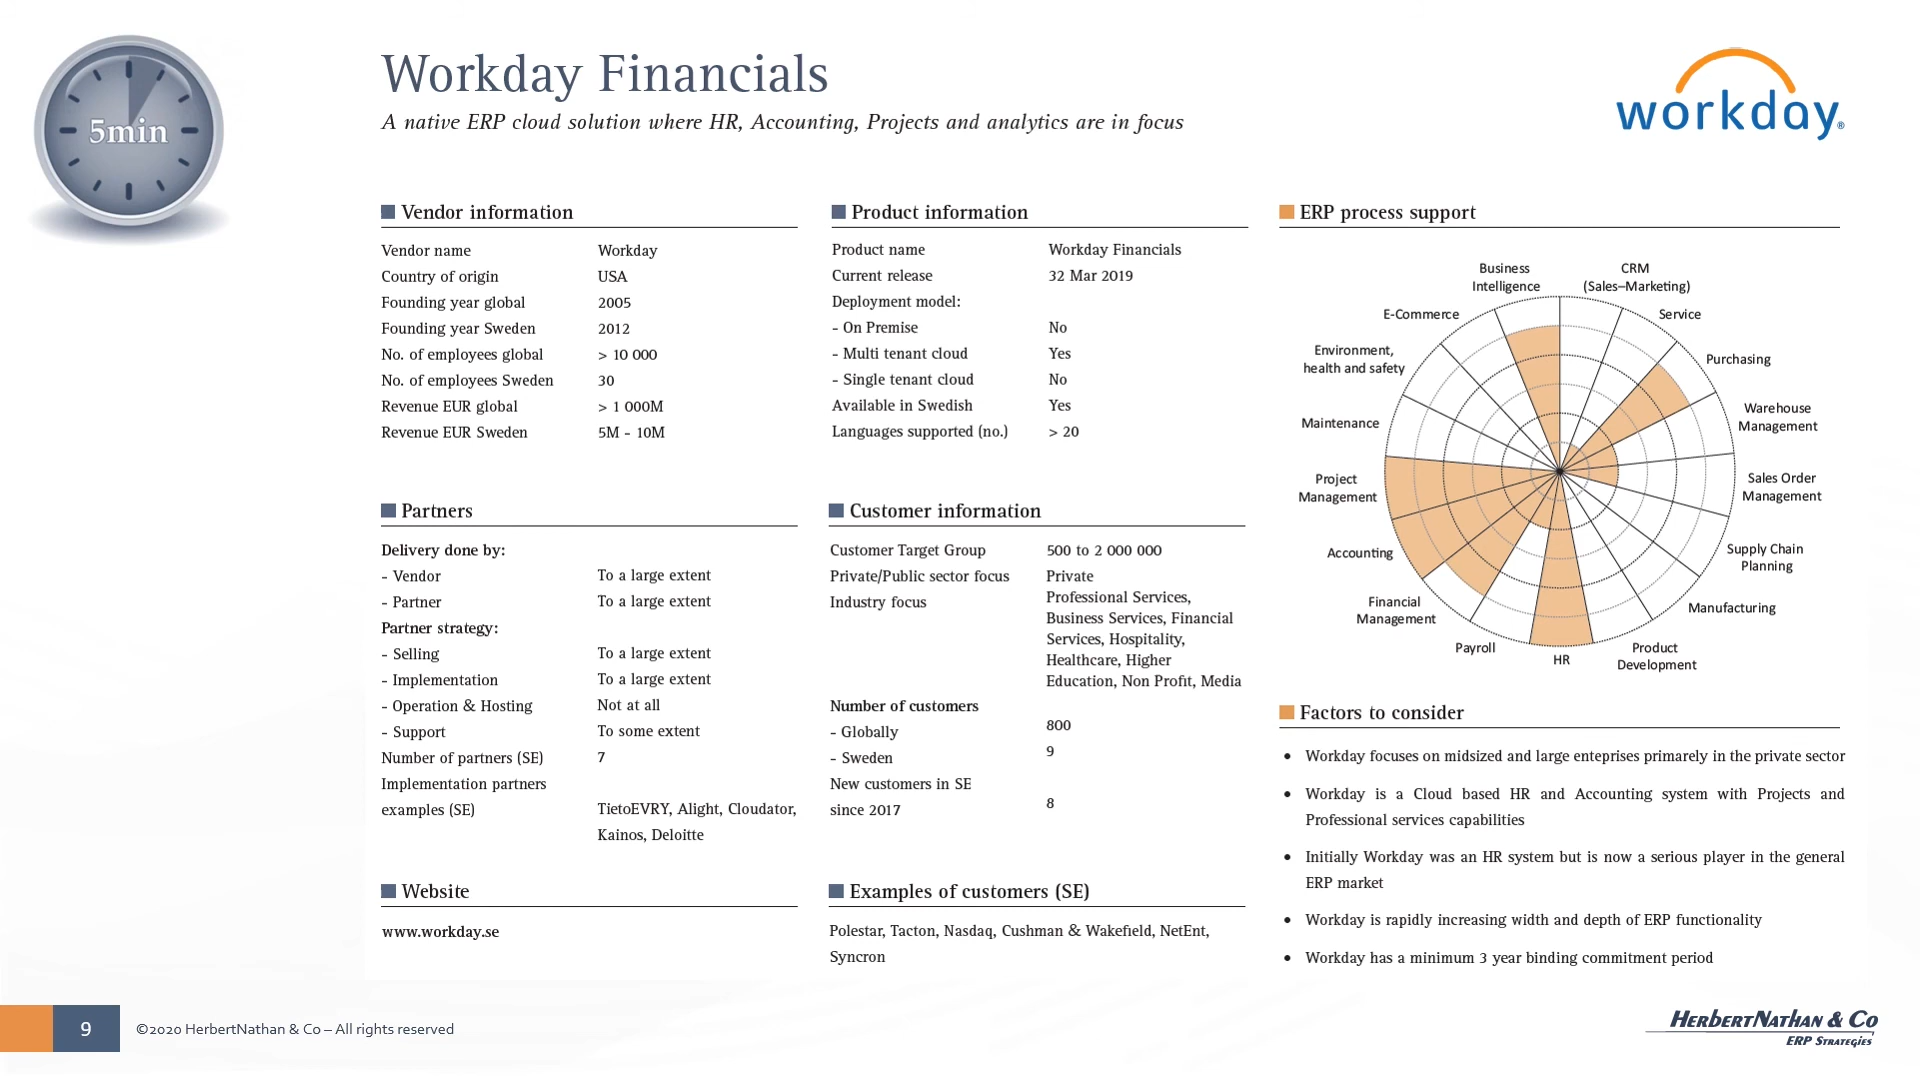 5min
Workday Financials
A native ERP cloud solution where HR, Accounting, Projects and analytics are in focus
workday®
Vendor information
Vendor name Workday
Country of origin USA
Founding year global 2005
Founding year Sweden 2012
No. of employees global > 10 000
No. of employees Sweden 30
Revenue EUR global > 1 000M
Revenue EUR Sweden 5M - 10M
Product information
Product name Workday Financials
Current release 32 Mar 2019
Deployment model:
- On Premise No
- Multi tenant cloud Yes
- Single tenant cloud No
Available in Swedish Yes
Languages supported (no.) > 20
ERP process support
Business
Intelligence
CRM
(Sales–Marketing)
Service
Purchasing
Warehouse
Management
Sales Order
Management
Supply Chain
Planning
Manufacturing
Product
Development
HR
Payroll
Financial
Management
Accounting
Project
Management
Maintenance
Environment,
health and safety
E-Commerce
Partners
Delivery done by:
- Vendor To a large extent
- Partner To a large extent
Partner strategy:
- Selling To a large extent
- Implementation To a large extent
- Operation & Hosting Not at all
- Support To some extent
Number of partners (SE) 7
Implementation partners
examples (SE) TietoEVRY, Alight, Cloudator,
Kainos, Deloitte
Customer information
Customer Target Group 500 to 2 000 000
Private/Public sector focus Private
Industry focus Professional Services,
Business Services, Financial
Services, Hospitality,
Healthcare, Higher
Education, Non Profit, Media
Number of customers
- Globally 800
- Sweden 9
New customers in SE
since 2017 8
Factors to consider
• Workday focuses on midsized and large enteprises primarely in the private sector
• Workday is a Cloud based HR and Accounting system with Projects and
Professional services capabilities
• Initially Workday was an HR system but is now a serious player in the general
ERP market
• Workday is rapidly increasing width and depth of ERP functionality
• Workday has a minimum 3 year binding commitment period
Website
www.workday.se
Examples of customers (SE)
Polestar, Tacton, Nasdaq, Cushman & Wakefield, NetEnt,
Syncron
9
©2020 HerbertNathan & Co – All rights reserved
HERBERTNATHAN & CO
ERP STRATEGIES